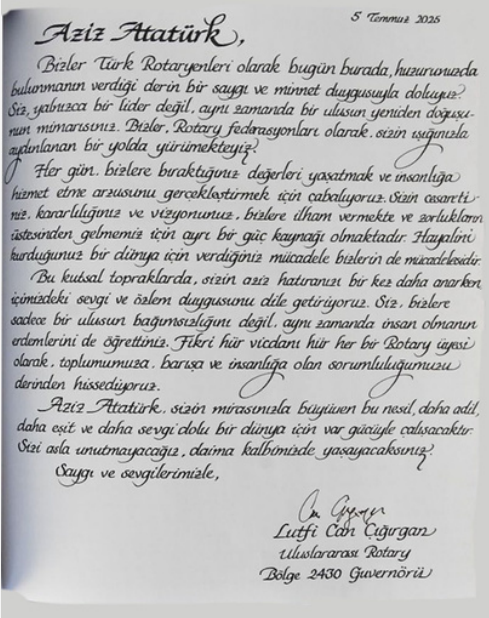 5 Temmuz 2025
Aziz Atatürk,
Bizler Türk Rotaryenleri olarak bugün burada, huzurunuzda
bulunmanın verdiği derin bir saygı ve minnet duygusuyla doluyuz.
Siz, yalnızca bir lider değil, aynı zamanda bir ulusun yeniden doğuşu-
nun mimarısınız. Bizler, Rotary federasyonları olarak, sizin ışığınızla
aydınlanan bir yolda yürümekteyiz.
Her gün, bizlere bıraktığınız değerleri yaşatmak ve insanlığa
hizmet etme arzusunu gerçekleştirmek için çabalıyoruz. Sizin cesareti-
niz, kararlılığınız ve vizyonunuz, bizlere ilham vermekte ve zorlukların
üstesinden gelmemiz için ayrı bir güç kaynağı olmaktadır. Hayalini
kurduğunuz bir dünya için verdiğiniz mücadele bizlerin de mücadelesidir.
Bu kutsal topraklarda, sizin aziz hatıranızı bir kez daha anarken,
içimizdeki sevgi ve özlem duygusunu dile getiriyoruz. Siz, bizlere
sadece bir ulusun bağımsızlığını değil, aynı zamanda insan olmanın
erdemlerini de öğrettiniz. Fikri hür vicdanı hür her bir Rotary üyesi
olarak, toplumumuza, barışa ve insanlığa olan sorumluluğumuzu
derinden hissediyoruz.
Aziz Atatürk, sizin mirasınızla büyüyen bu nesil, daha adil,
daha eşit ve daha sevgi dolu bir dünya için var gücüyle çalışacaktır.
Sizi asla unutmayacağız, daima kalbimizde yaşayacaksınız.
Saygı ve sevgilerimizle,
Lutfi Can Çığırgan
Uluslararası Rotary
Bölge 2430 Guvernörü